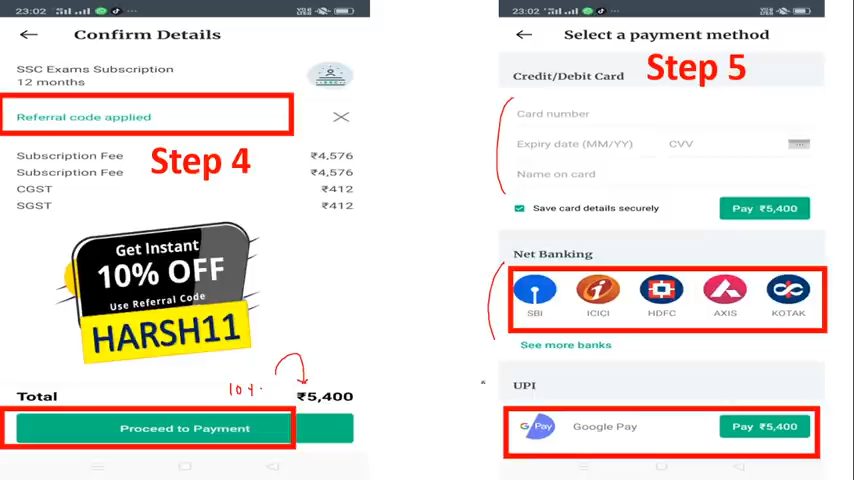 23:02
Confirm Details
SSC Exams Subscription
12 months
Referral code applied
Step 4
Subscription Fee ₹4,576
Subscription Fee ₹4,576
CGST ₹412
SGST ₹412
Get Instant
10% OFF
Use Referral Code
HARSH11
10%
Total ₹5,400
Proceed to Payment
23:02
Select a payment method
Credit/Debit Card
Step 5
Card number
Expiry date (MM/YY) CVV
Name on card
Save card details securely Pay ₹5,400
Net Banking
SBI ICICI HDFC AXIS KOTAK
See more banks
UPI
G Pay Google Pay Pay ₹5,400